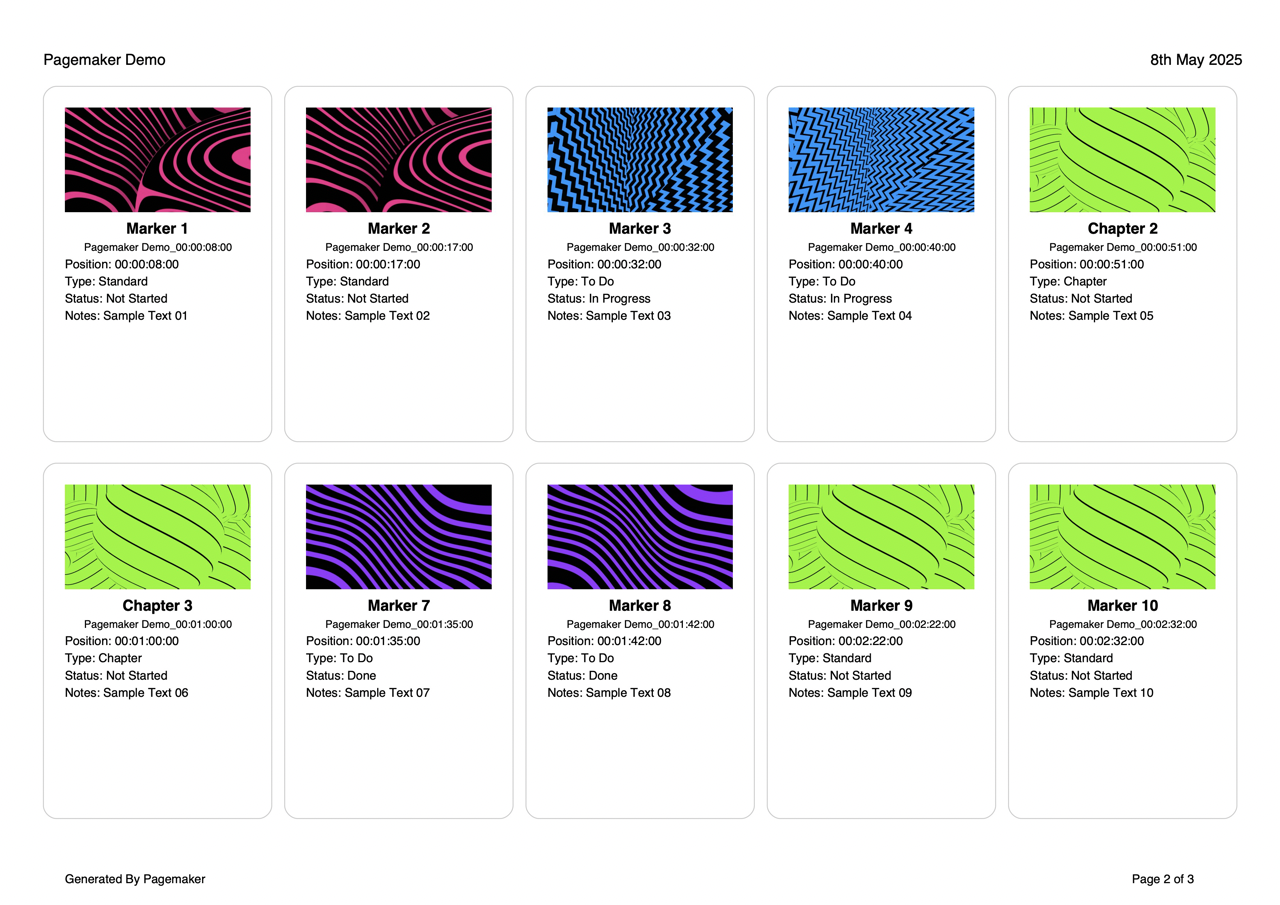 Pagemaker Demo
8th May 2025
Marker 1
Pagemaker Demo_00:00:08:00
Position: 00:00:08:00
Type: Standard
Status: Not Started
Notes: Sample Text 01
Marker 2
Pagemaker Demo_00:00:17:00
Position: 00:00:17:00
Type: Standard
Status: Not Started
Notes: Sample Text 02
Marker 3
Pagemaker Demo_00:00:32:00
Position: 00:00:32:00
Type: To Do
Status: In Progress
Notes: Sample Text 03
Marker 4
Pagemaker Demo_00:00:40:00
Position: 00:00:40:00
Type: To Do
Status: In Progress
Notes: Sample Text 04
Chapter 2
Pagemaker Demo_00:00:51:00
Position: 00:00:51:00
Type: Chapter
Status: Not Started
Notes: Sample Text 05
Chapter 3
Pagemaker Demo_00:01:00:00
Position: 00:01:00:00
Type: Chapter
Status: Not Started
Notes: Sample Text 06
Marker 7
Pagemaker Demo_00:01:35:00
Position: 00:01:35:00
Type: To Do
Status: Done
Notes: Sample Text 07
Marker 8
Pagemaker Demo_00:01:42:00
Position: 00:01:42:00
Type: To Do
Status: Done
Notes: Sample Text 08
Marker 9
Pagemaker Demo_00:02:22:00
Position: 00:02:22:00
Type: Standard
Status: Not Started
Notes: Sample Text 09
Marker 10
Pagemaker Demo_00:02:32:00
Position: 00:02:32:00
Type: Standard
Status: Not Started
Notes: Sample Text 10
Generated By Pagemaker
Page 2 of 3